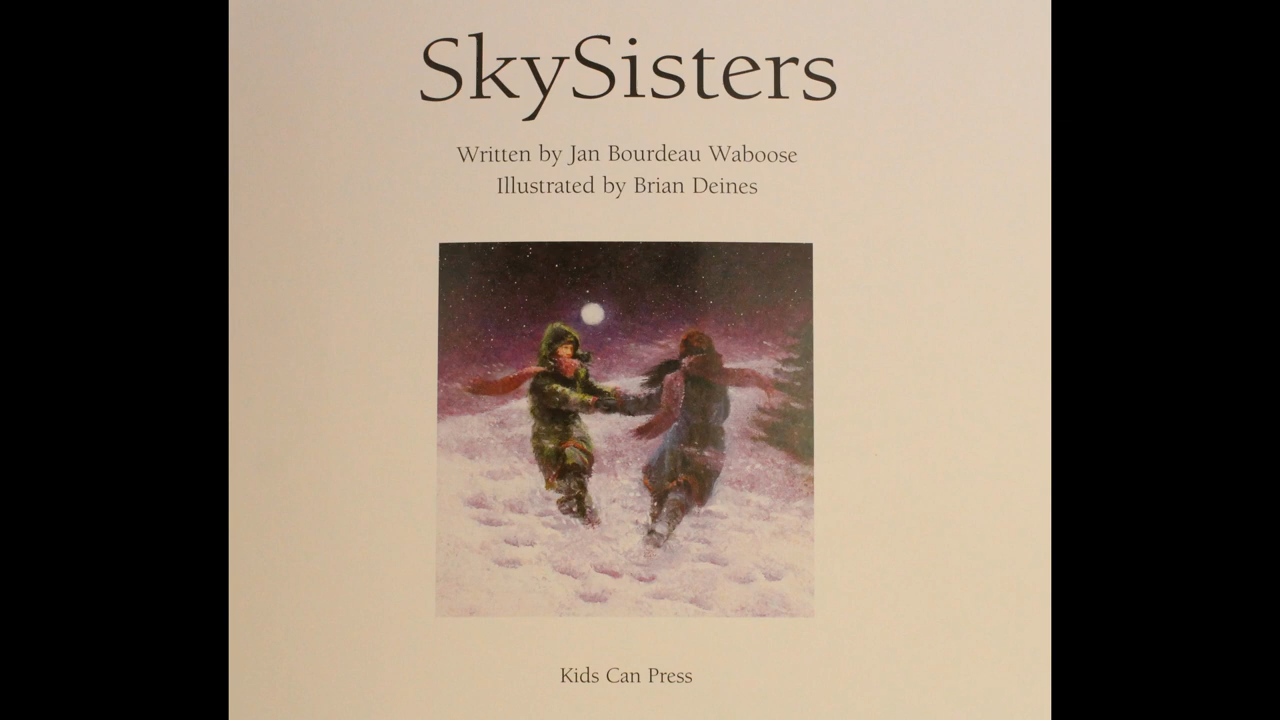 SkySisters
Written by Jan Bourdeau Waboose
Illustrated by Brian Deines
Kids Can Press